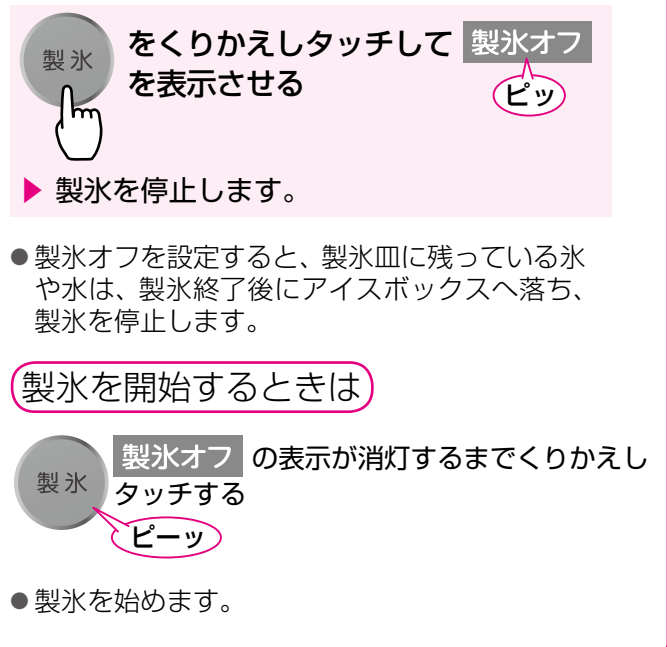 製氷 をくりかえしタッチして 製氷オフ
を表示させる
ピッ
▶ 製氷を停止します。
● 製氷オフを設定すると、製氷皿に残っている氷
や水は、製氷終了後にアイスボックスへ落ち、
製氷を停止します。
製氷を開始するときは
製氷 製氷オフ の表示が消灯するまでくりかえし
タッチする
ピーッ
● 製氷を始めます。